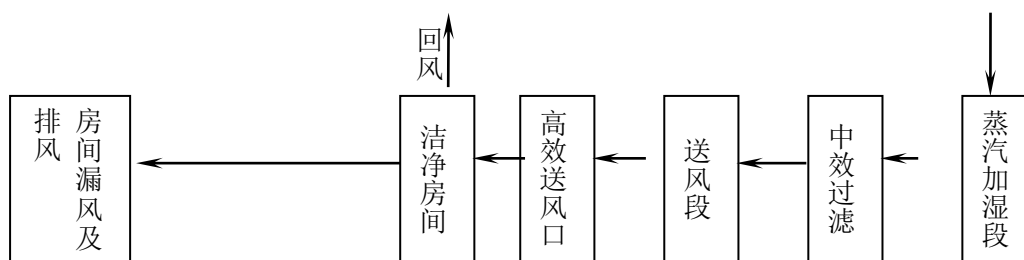 回风
房间漏风及
排风
洁净房间
高效送风口
送风段
中效过滤
蒸汽加湿段